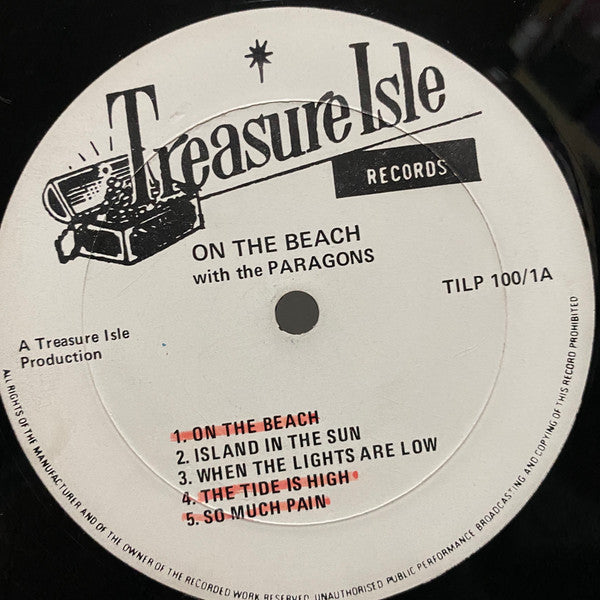 Treasure Isle
RECORDS
ON THE BEACH
with the PARAGONS
TILP 100/1A
A Treasure Isle
Production
1. ON THE BEACH
2. ISLAND IN THE SUN
3. WHEN THE LIGHTS ARE LOW
4. THE TIDE IS HIGH
5. SO MUCH PAIN
ALL RIGHTS OF THE MANUFACTURER AND OF THE OWNER OF THE RECORDED WORK RESERVED UNAUTHORISED PUBLIC PERFORMANCE BROADCASTING AND COPYING OF THIS RECORD PROHIBITED